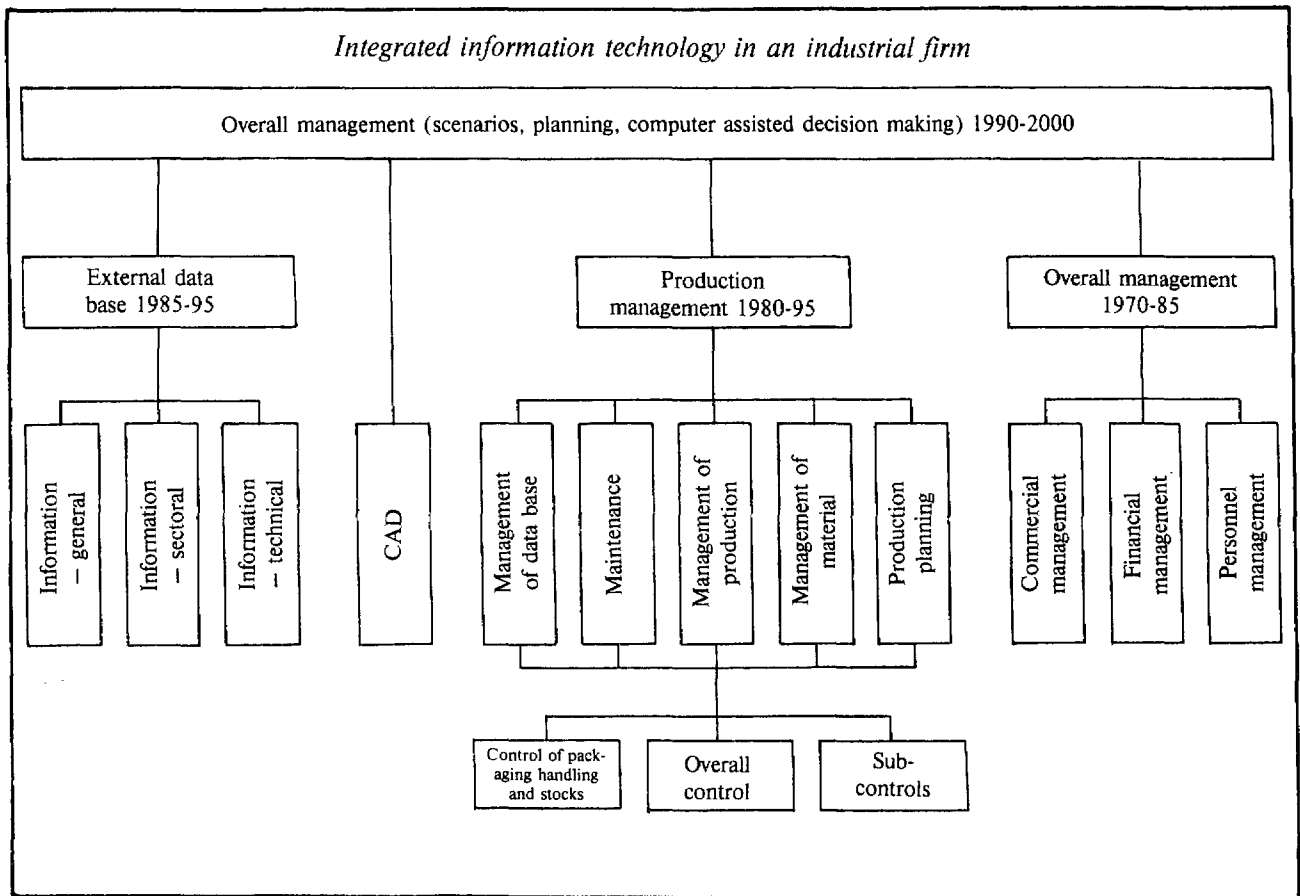 Integrated information technology in an industrial firm
Overall management (scenarios, planning, computer assisted decision making) 1990-2000
External data
base 1985-95
Production
management 1980-95
Overall management
1970-85
Information
– general
Information
– sectoral
Information
– technical
CAD
Management
of data base
Maintenance
Management of
production
Management of
material
Production
planning
Commercial
management
Financial
management
Personnel
management
Control of pack-
aging handling
and stocks
Overall
control
Sub-
controls